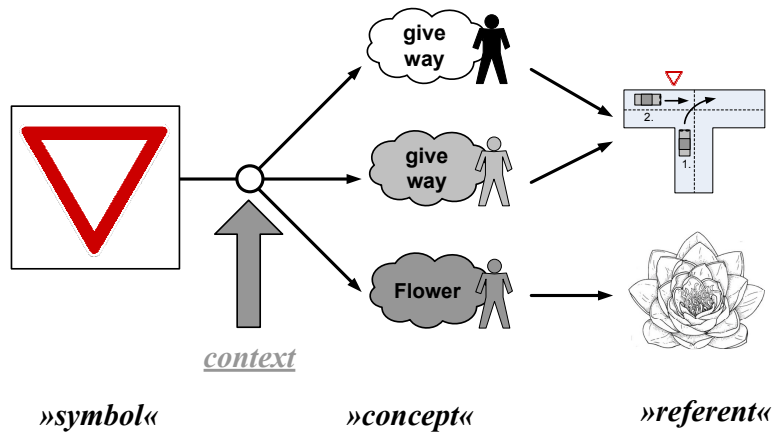 give
way
2.
1.
give
way
Flower
context
»symbol«
»concept«
»referent«